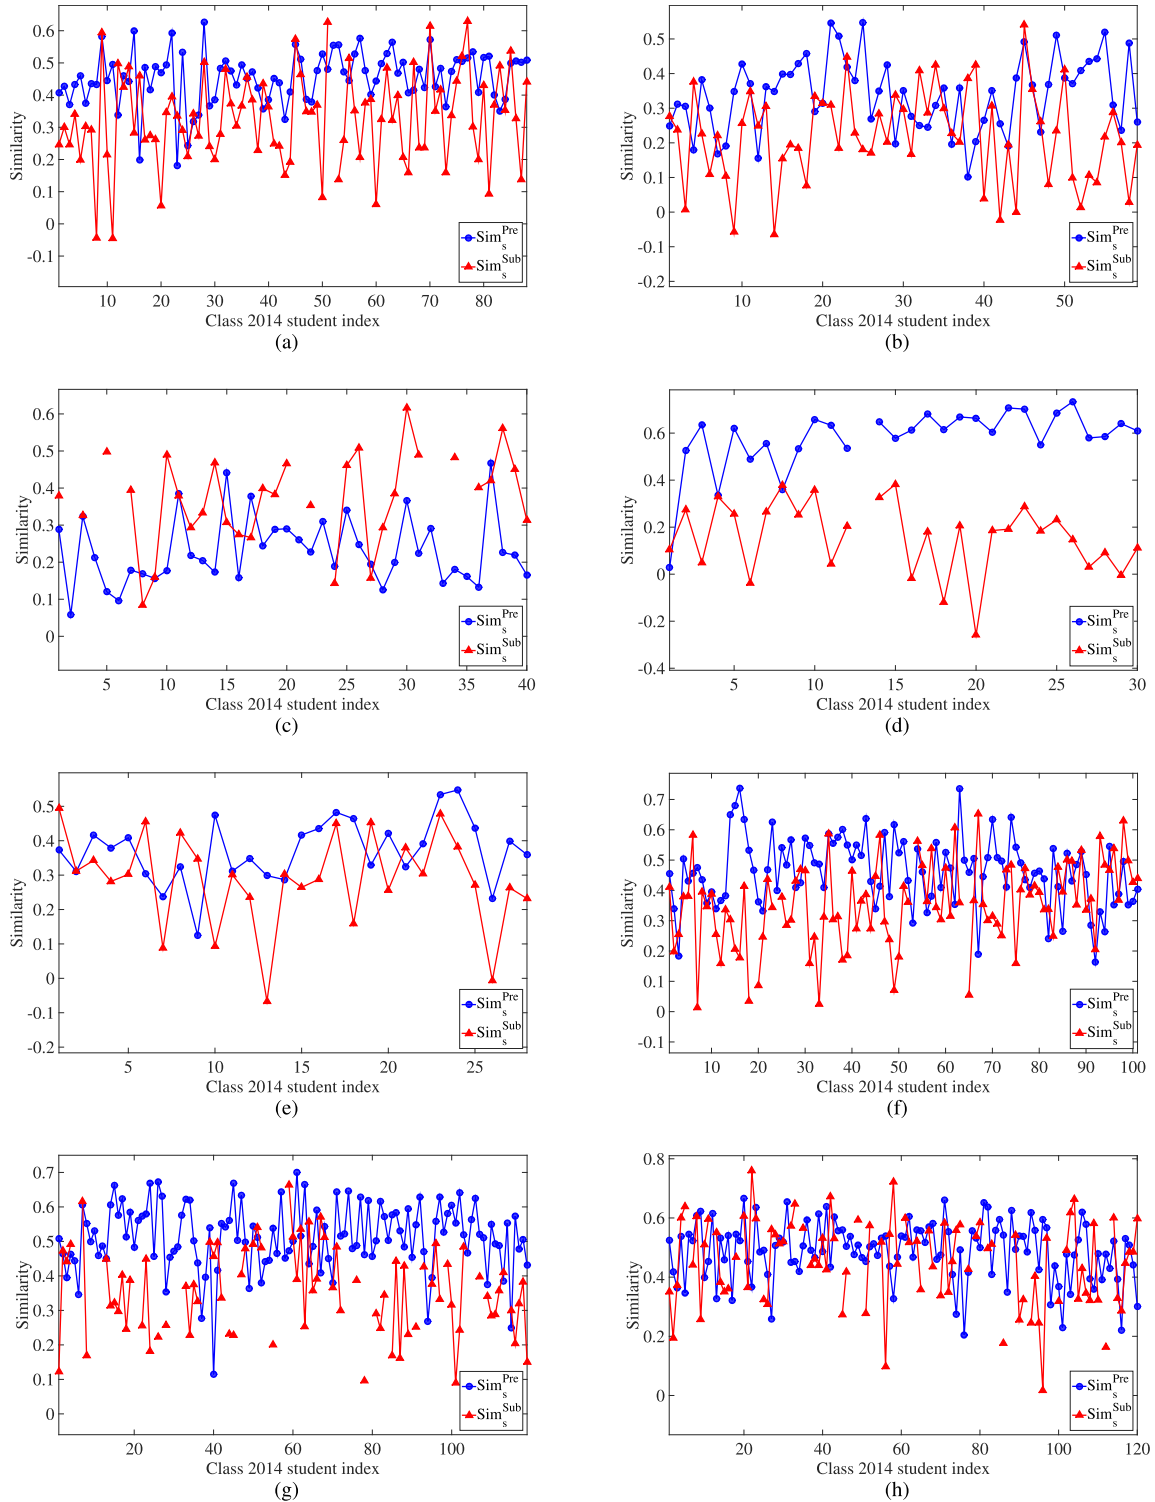 0.6
0.5
0.4
0.3
0.2
0.1
0
-0.1
Similarity
10 20 30 40 50 60 70 80
Class 2014 student index
Sim_s^Pre
Sim_s^Sub
(a)
0.5
0.4
0.3
0.2
0.1
0
-0.1
-0.2
Similarity
10 20 30 40 50
Class 2014 student index
Sim_s^Pre
Sim_s^Sub
(b)
0.6
0.5
0.4
0.3
0.2
0.1
0
Similarity
5 10 15 20 25 30 35 40
Class 2014 student index
Sim_s^Pre
Sim_s^Sub
(c)
0.6
0.4
0.2
0
-0.2
-0.4
Similarity
5 10 15 20 25 30
Class 2014 student index
Sim_s^Pre
Sim_s^Sub
(d)
0.5
0.4
0.3
0.2
0.1
0
-0.1
-0.2
Similarity
5 10 15 20 25
Class 2014 student index
Sim_s^Pre
Sim_s^Sub
(e)
0.7
0.6
0.5
0.4
0.3
0.2
0.1
0
-0.1
Similarity
10 20 30 40 50 60 70 80 90 100
Class 2014 student index
Sim_s^Pre
Sim_s^Sub
(f)
0.7
0.6
0.5
0.4
0.3
0.2
0.1
0
Similarity
20 40 60 80 100
Class 2014 student index
Sim_s^Pre
Sim_s^Sub
(g)
0.8
0.6
0.4
0.2
0
Similarity
20 40 60 80 100 120
Class 2014 student index
Sim_s^Pre
Sim_s^Sub
(h)